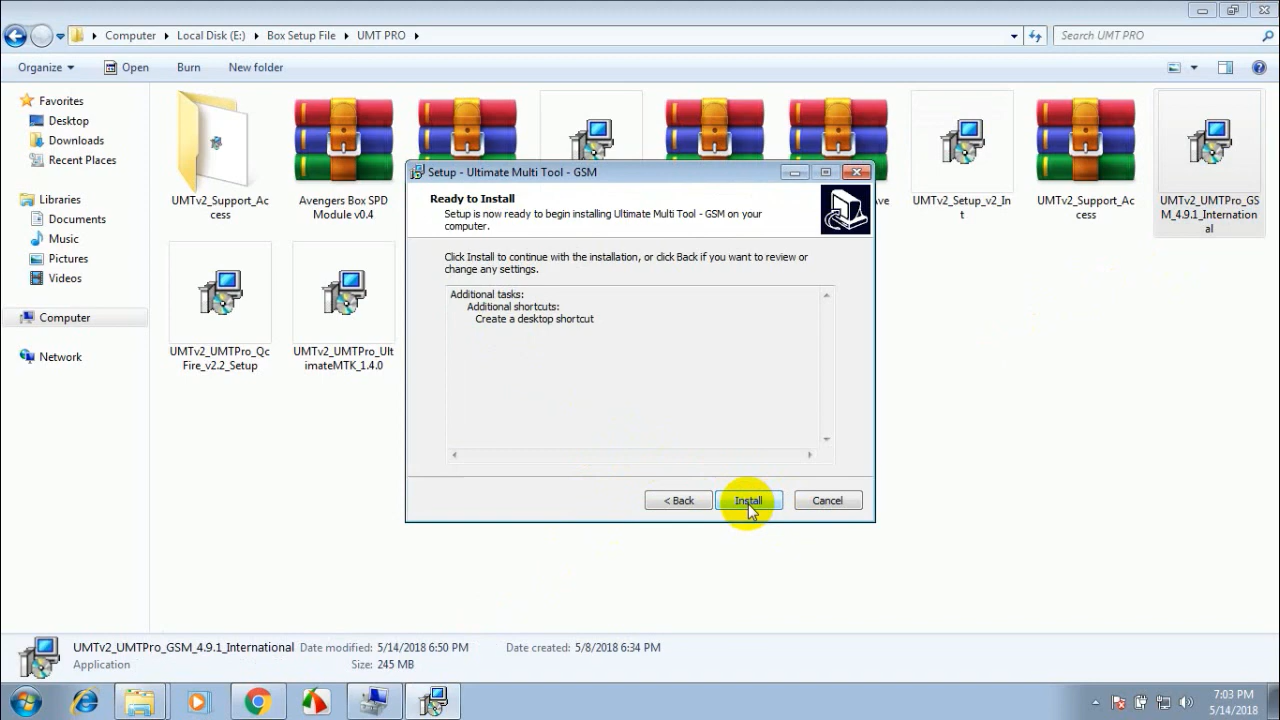 Computer
Local Disk (E:)
Box Setup File
UMT PRO
Search UMT PRO
Organize
Open
Burn
New folder
Favorites
Desktop
Downloads
Recent Places
Libraries
Documents
Music
Pictures
Videos
Computer
Network
UMTv2_Support_Ac
cess
Avengers Box SPD
Module v0.4
Ave
UMTv2_Setup_v2_In
t
UMTv2_Support_Ac
cess
UMTv2_UMTPro_GS
M_4.9.1_Internation
al
UMTv2_UMTPro_Qc
Fire_v2.2_Setup
UMTv2_UMTPro_Ult
imateMTK_1.4.0
Setup - Ultimate Multi Tool - GSM
Ready to Install
Setup is now ready to begin installing Ultimate Multi Tool - GSM on your
computer.
Click Install to continue with the installation, or click Back if you want to review or
change any settings.
Additional tasks:
Additional shortcuts:
Create a desktop shortcut
< Back
Install
Cancel
UMTv2_UMTPro_GSM_4.9.1_International
Date modified: 5/14/2018 6:50 PM
Date created: 5/8/2018 6:34 PM
Application
Size: 245 MB
7:03 PM
5/14/2018